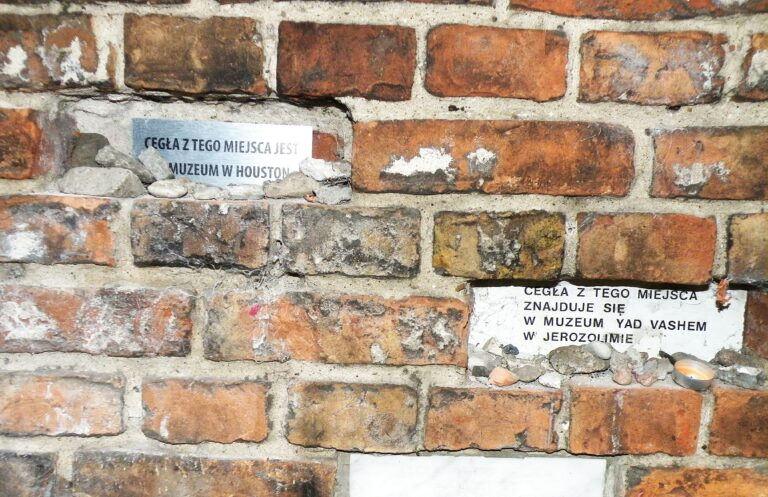 CEGŁA Z TEGO MIEJSCA JEST
MUZEUM W HOUSTON
CEGŁA Z TEGO MIEJSCA
ZNAJDUJE SIĘ
W MUZEUM YAD VASHEM
W JEROZOLIMIE